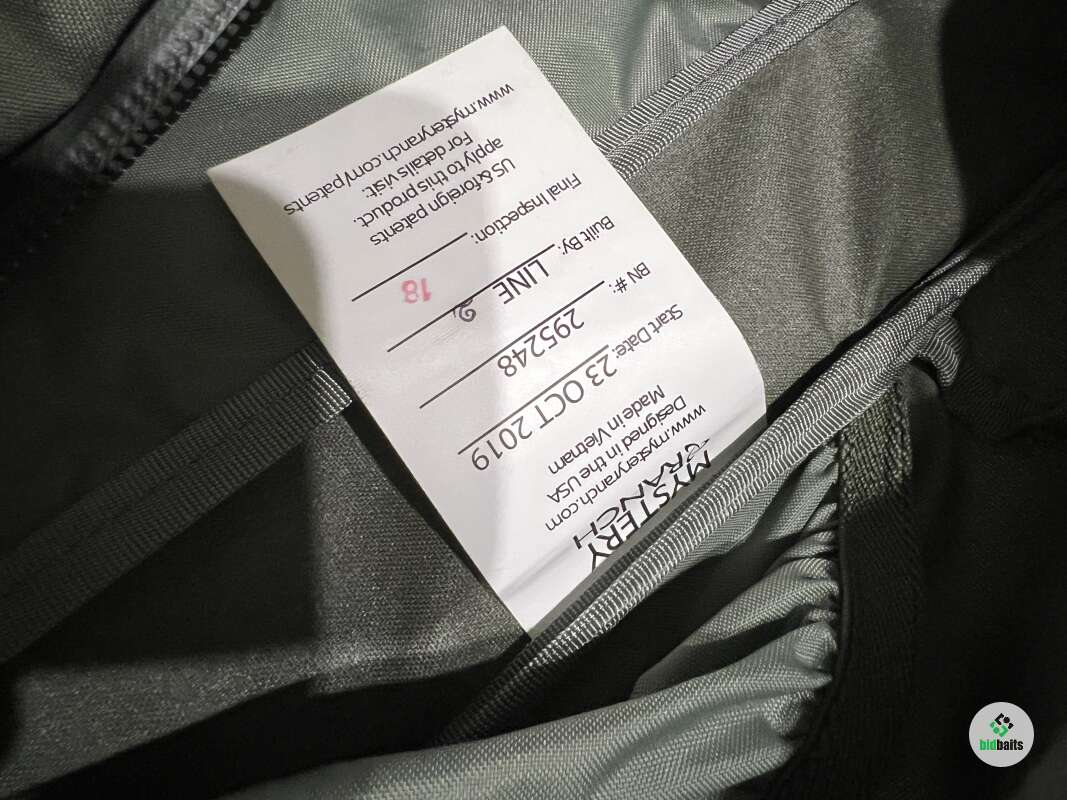 MYSTERY
RANCH
www.mysteryranch.com
Designed in the USA
Made in Vietnam
Start Date: 23 OCT 2019
BN #: 295248
Built By: LINE 2
Final Inspection: 18
US & foreign patents
apply to this product.
For details visit:
www.mysteryranch.com/patents
bidbaits